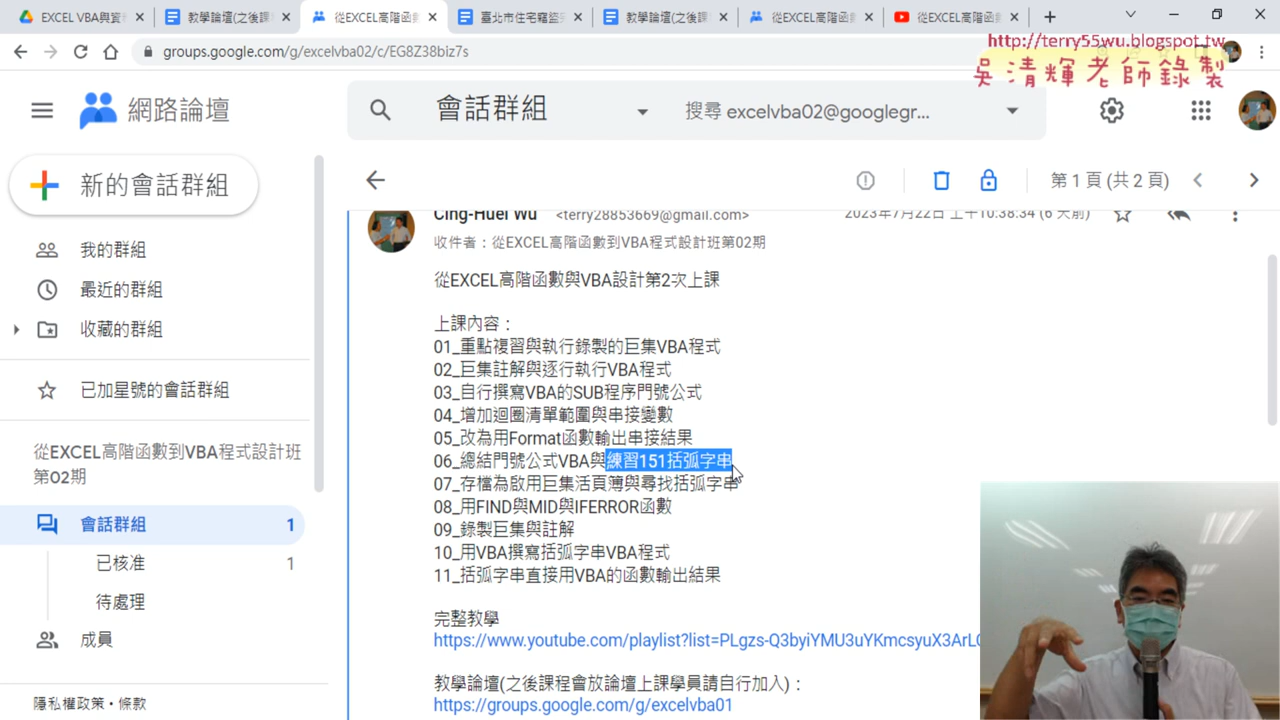 EXCEL VBA與資
教學論壇(之後課
從EXCEL高階函數
臺北市住宅竊盜
教學論壇(之後課
從EXCEL高階函數
從EXCEL高階函
groups.google.com/g/excelvba02/c/EG8Z38biz7s
http://terry55wu.blogspot.tw
吳清輝老師錄製
網路論壇
會話群組
搜尋 excelvba02@googlegr...
新的會話群組
第 1 頁 (共 2 頁)
我的群組
最近的群組
收藏的群組
已加星號的會話群組
從EXCEL高階函數到VBA程式設計班
第02期
會話群組 1
已核准 1
待處理
成員
隱私權政策・條款
Cing-Huei Wu <terry28853669@gmail.com> 2023年7月22日 上午10:38:34 (6 天前)
收件者：從EXCEL高階函數到VBA程式設計班第02期
從EXCEL高階函數與VBA設計第2次上課
上課內容：
01_重點複習與執行錄製的巨集VBA程式
02_巨集註解與逐行執行VBA程式
03_自行撰寫VBA的SUB程序門號公式
04_增加迴圈清單範圍與串接變數
05_改為用Format函數輸出串接結果
06_總結門號公式VBA與練習151括弧字串
07_存檔為啟用巨集活頁簿與尋找括弧字串
08_用FIND與MID與IFERROR函數
09_錄製巨集與註解
10_用VBA撰寫括弧字串VBA程式
11_括弧字串直接用VBA的函數輸出結果
完整教學
https://www.youtube.com/playlist?list=PLgzs-Q3byiYMU3uYKmcsyuX3ArL
教學論壇(之後課程會放論壇上課學員請自行加入)：
https://groups.google.com/g/excelvba01